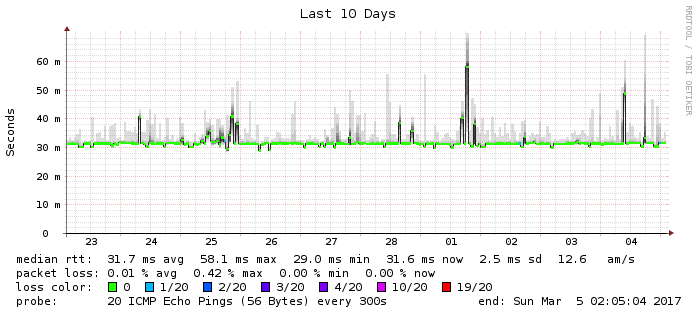 Last 10 Days
RRDTOOL / TOBI OETIKER
Seconds
60 m
50 m
40 m
30 m
20 m
10 m
0
23 24 25 26 27 28 01 02 03 04
median rtt: 31.7 ms avg 58.1 ms max 29.0 ms min 31.6 ms now 2.5 ms sd 12.6 am/s
packet loss: 0.01 % avg 0.42 % max 0.00 % min 0.00 % now
loss color: 0 1/20 2/20 3/20 4/20 10/20 19/20
probe: 20 ICMP Echo Pings (56 Bytes) every 300s end: Sun Mar 5 02:05:04 2017